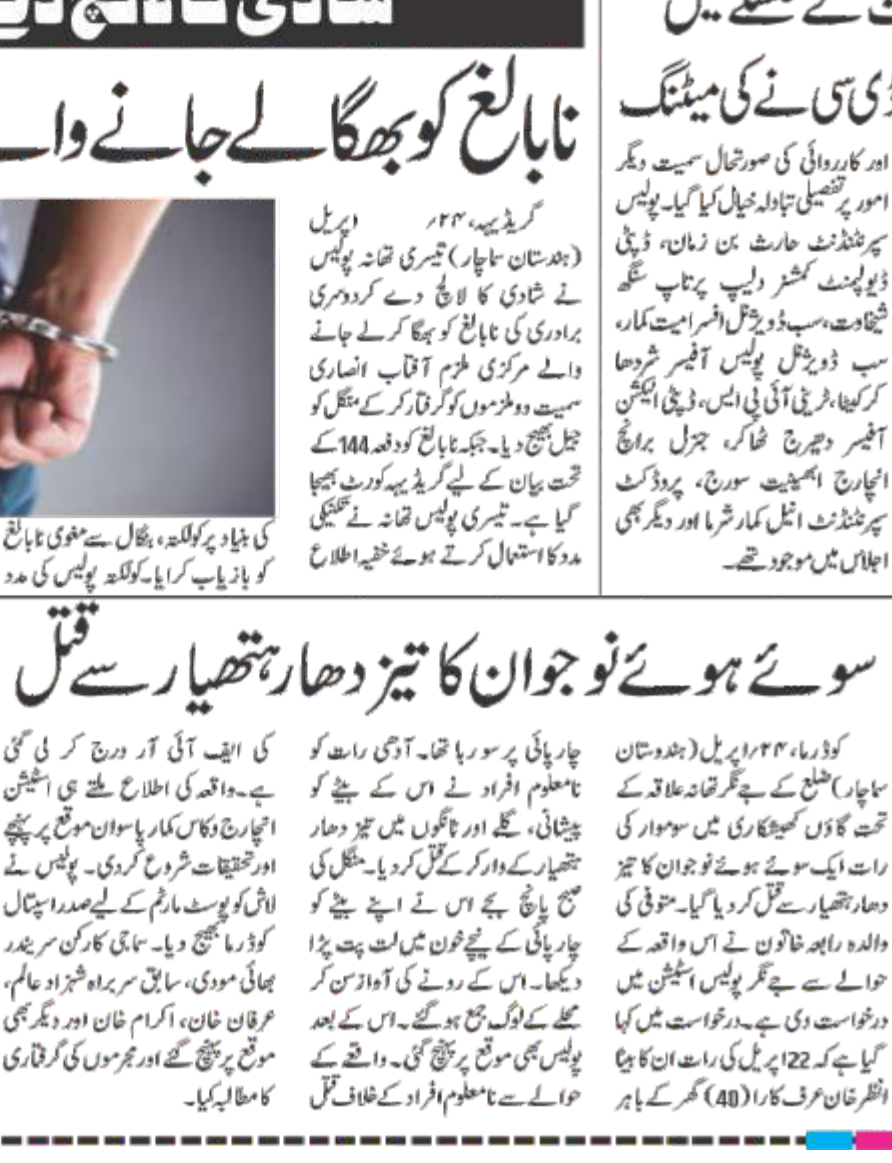 نابالغ کو بھگا لے جانے وا
ڈی سی نے کی میٹنگ
اور کارروائی کی صورتحال سمیت دیگر
امور پر تفصیلی تبادلہ خیال کیا گیا۔ پولیس
سپرنٹنڈنٹ حارث بن زمان، ڈپٹی
ڈیولپمنٹ کمشنر دلیپ پرتاپ سنگھ
شیخاوت، سب ڈویژنل افسر امیت کمار،
سب ڈویژنل پولیس آفیسر شردھا
کرکیٹا، ٹرینی آئی پی ایس، ڈپٹی الیکشن
آفیسر دھیرج ٹھاکر، جنرل برانچ
انچارج ابھینیت سورج، پروڈکٹ
سپرنٹنڈنٹ انیل کمار شرما اور دیگر بھی
اجلاس میں موجود تھے۔
گریڈیہہ، ۲۴؍ اپریل
(ہندستان سماچار) تیسری تھانہ پولیس
نے شادی کا لالچ دے کر دوسری
برادری کی نابالغ کو بھگا کر لے جانے
والے مرکزی ملزم آفتاب انصاری
سمیت دو ملزموں کو گرفتار کر کے منگل کو
جیل بھیج دیا۔ جبکہ نابالغ کو دفعہ 144 کے
تحت بیان کے لیے گریڈیہہ کورٹ بھیجا
گیا ہے۔ تیسری پولیس تھانہ نے تکنیکی
مدد کا استعمال کرتے ہوئے خفیہ اطلاع
کی بنیاد پر کولکتہ، بنگال سے مغوی نابالغ
کو بازیاب کرایا۔ کولکتہ پولیس کی مدد
سوئے ہوئے نوجوان کا تیز دھار ہتھیار سے قتل
کوڈرما، ۲۴؍اپریل (ہندوستان
سماچار) ضلع کے جے نگر تھانہ علاقہ کے
تحت گاؤں کھیشکاری میں سوموار کی
رات ایک سوئے ہوئے نوجوان کا تیز
دھار ہتھیار سے قتل کر دیا گیا۔ متوفی کی
والدہ رابعہ خاتون نے اس واقعہ کے
حوالے سے جے نگر پولیس اسٹیشن میں
درخواست دی ہے۔ درخواست میں کہا
گیا ہے کہ 22 اپریل کی رات ان کا بیٹا
انظر خان عرف کارا (40) گھر کے باہر
چارپائی پر سو رہا تھا۔ آدھی رات کو
نامعلوم افراد نے اس کے بیٹے کو
پیشانی، گلے اور ٹانگوں میں تیز دھار
ہتھیار کے وار کر کے قتل کر دیا۔ منگل کی
صبح پانچ بجے اس نے اپنے بیٹے کو
چارپائی کے نیچے خون میں لت پت پڑا
دیکھا۔ اس کے رونے کی آواز سن کر
محلے کے لوگ جمع ہو گئے۔ اس کے بعد
پولیس بھی موقع پر پہنچ گئی۔ واقعے کے
حوالے سے نامعلوم افراد کے خلاف قتل
کی ایف آئی آر درج کر لی گئی
ہے۔ واقعہ کی اطلاع ملتے ہی اسٹیشن
انچارج وکاس کمار پاسوان موقع پر پہنچے
اور تحقیقات شروع کر دی۔ پولیس نے
لاش کو پوسٹ مارٹم کے لیے صدر اسپتال
کوڈرما بھیج دیا۔ سماجی کارکن سریندر
بھائی مودی، سابق سربراہ شہزاد عالم،
عرفان خان، اکرام خان اور دیگر بھی
موقع پر پہنچ گئے اور مجرموں کی گرفتاری
کا مطالبہ کیا۔